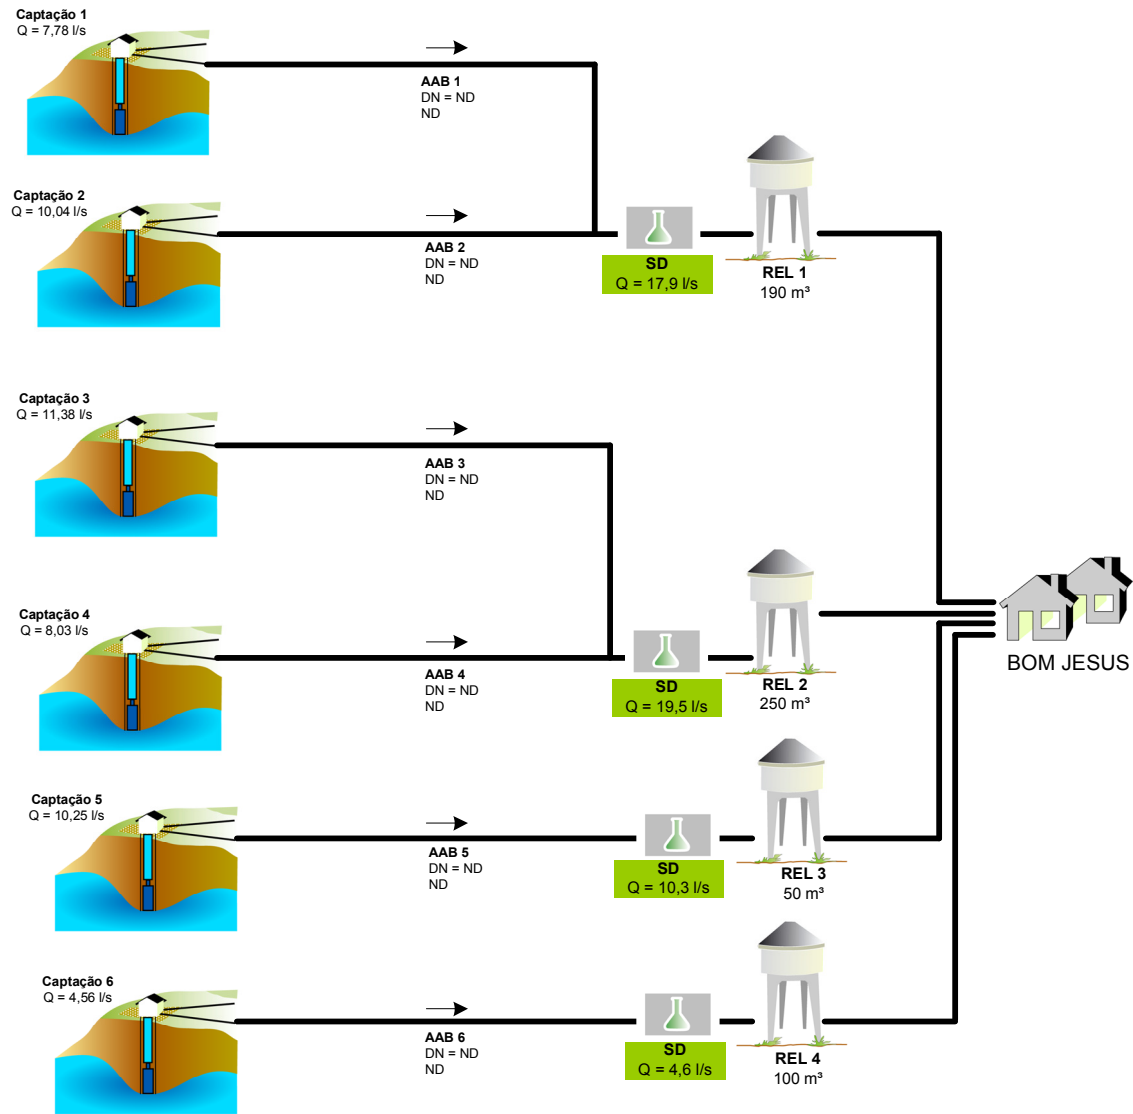 Captação 1
Q = 7,78 l/s
AAB 1
DN = ND
ND
Captação 2
Q = 10,04 l/s
AAB 2
DN = ND
ND
SD
Q = 17,9 l/s
REL 1
190 m³
Captação 3
Q = 11,38 l/s
AAB 3
DN = ND
ND
Captação 4
Q = 8,03 l/s
AAB 4
DN = ND
ND
SD
Q = 19,5 l/s
REL 2
250 m³
BOM JESUS
Captação 5
Q = 10,25 l/s
AAB 5
DN = ND
ND
SD
Q = 10,3 l/s
REL 3
50 m³
Captação 6
Q = 4,56 l/s
AAB 6
DN = ND
ND
SD
Q = 4,6 l/s
REL 4
100 m³